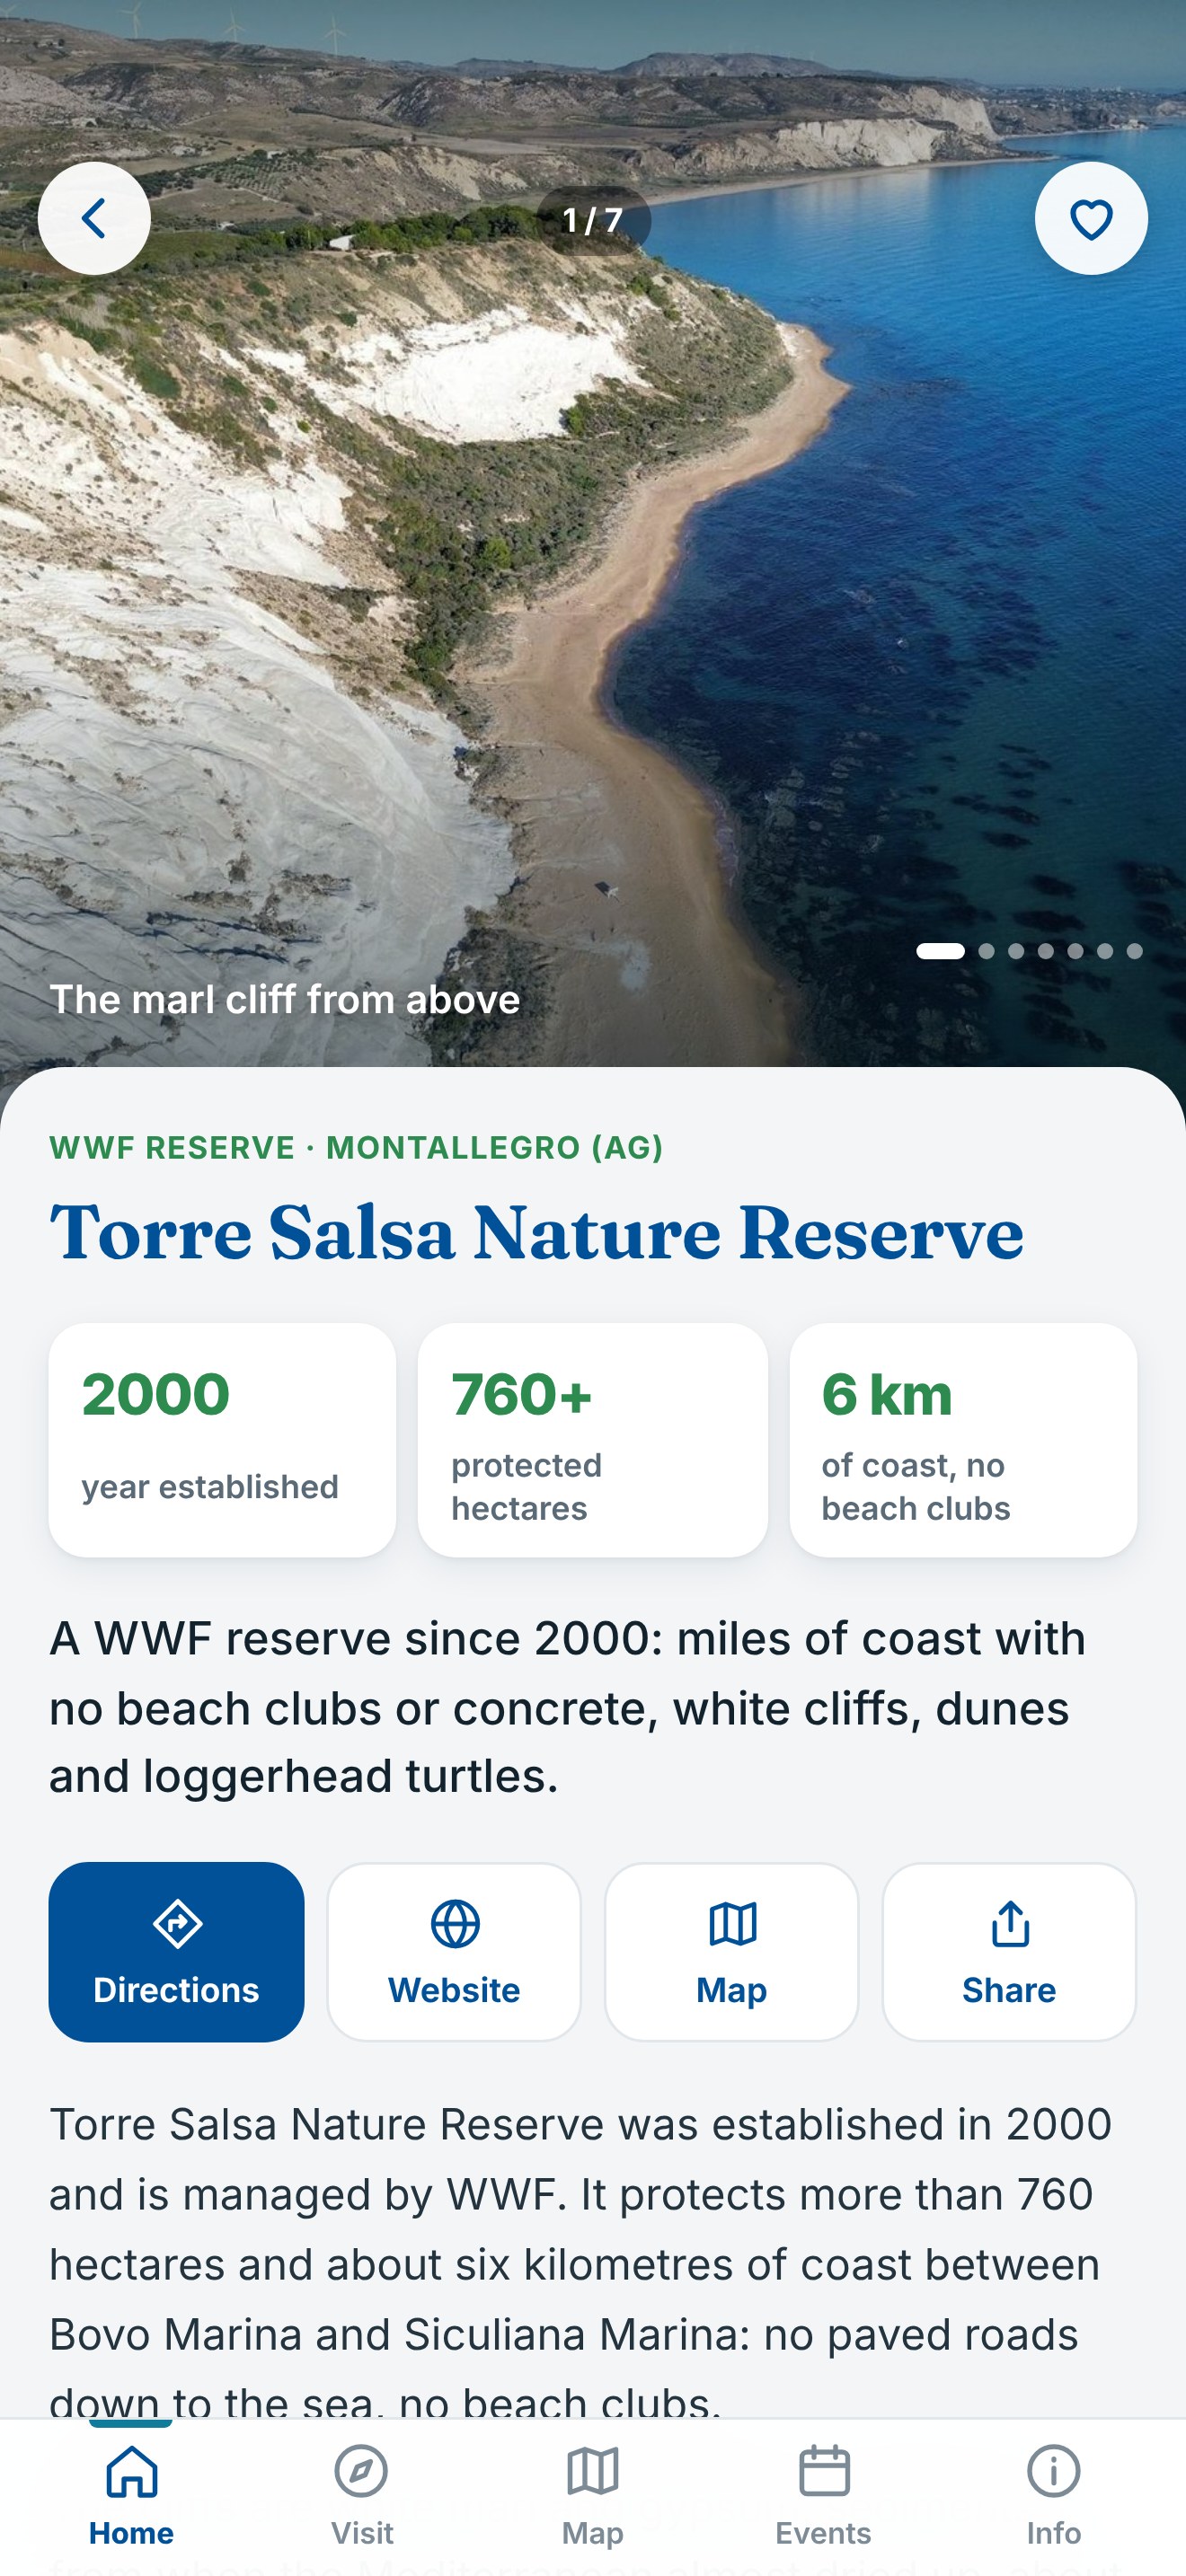 1 / 7
The marl cliff from above
WWF RESERVE · MONTALLEGRO (AG)
Torre Salsa Nature Reserve
2000
year established
760+
protected
hectares
6 km
of coast, no
beach clubs
A WWF reserve since 2000: miles of coast with
no beach clubs or concrete, white cliffs, dunes
and loggerhead turtles.
Directions
Website
Map
Share
Torre Salsa Nature Reserve was established in 2000
and is managed by WWF. It protects more than 760
hectares and about six kilometres of coast between
Bovo Marina and Siculiana Marina: no paved roads
down to the sea, no beach clubs.
Home
Visit
Map
Events
Info